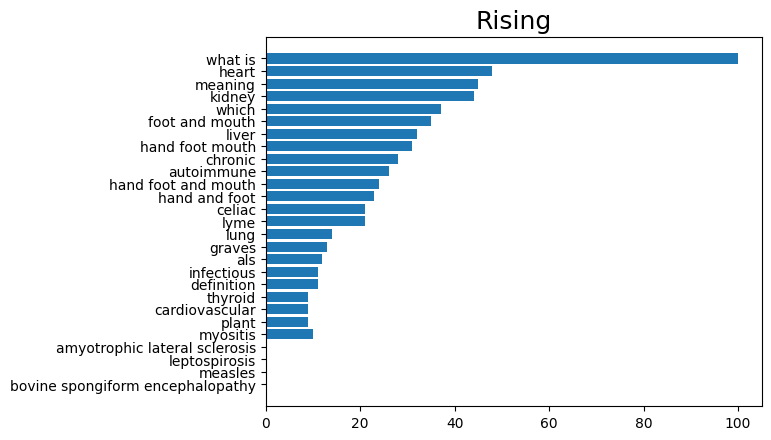 Rising
what is
heart
meaning
kidney
which
foot and mouth
liver
hand foot mouth
chronic
autoimmune
hand foot and mouth
hand and foot
celiac
lyme
lung
graves
als
infectious
definition
thyroid
cardiovascular
plant
myositis
amyotrophic lateral sclerosis
leptospirosis
measles
bovine spongiform encephalopathy
0 20 40 60 80 100